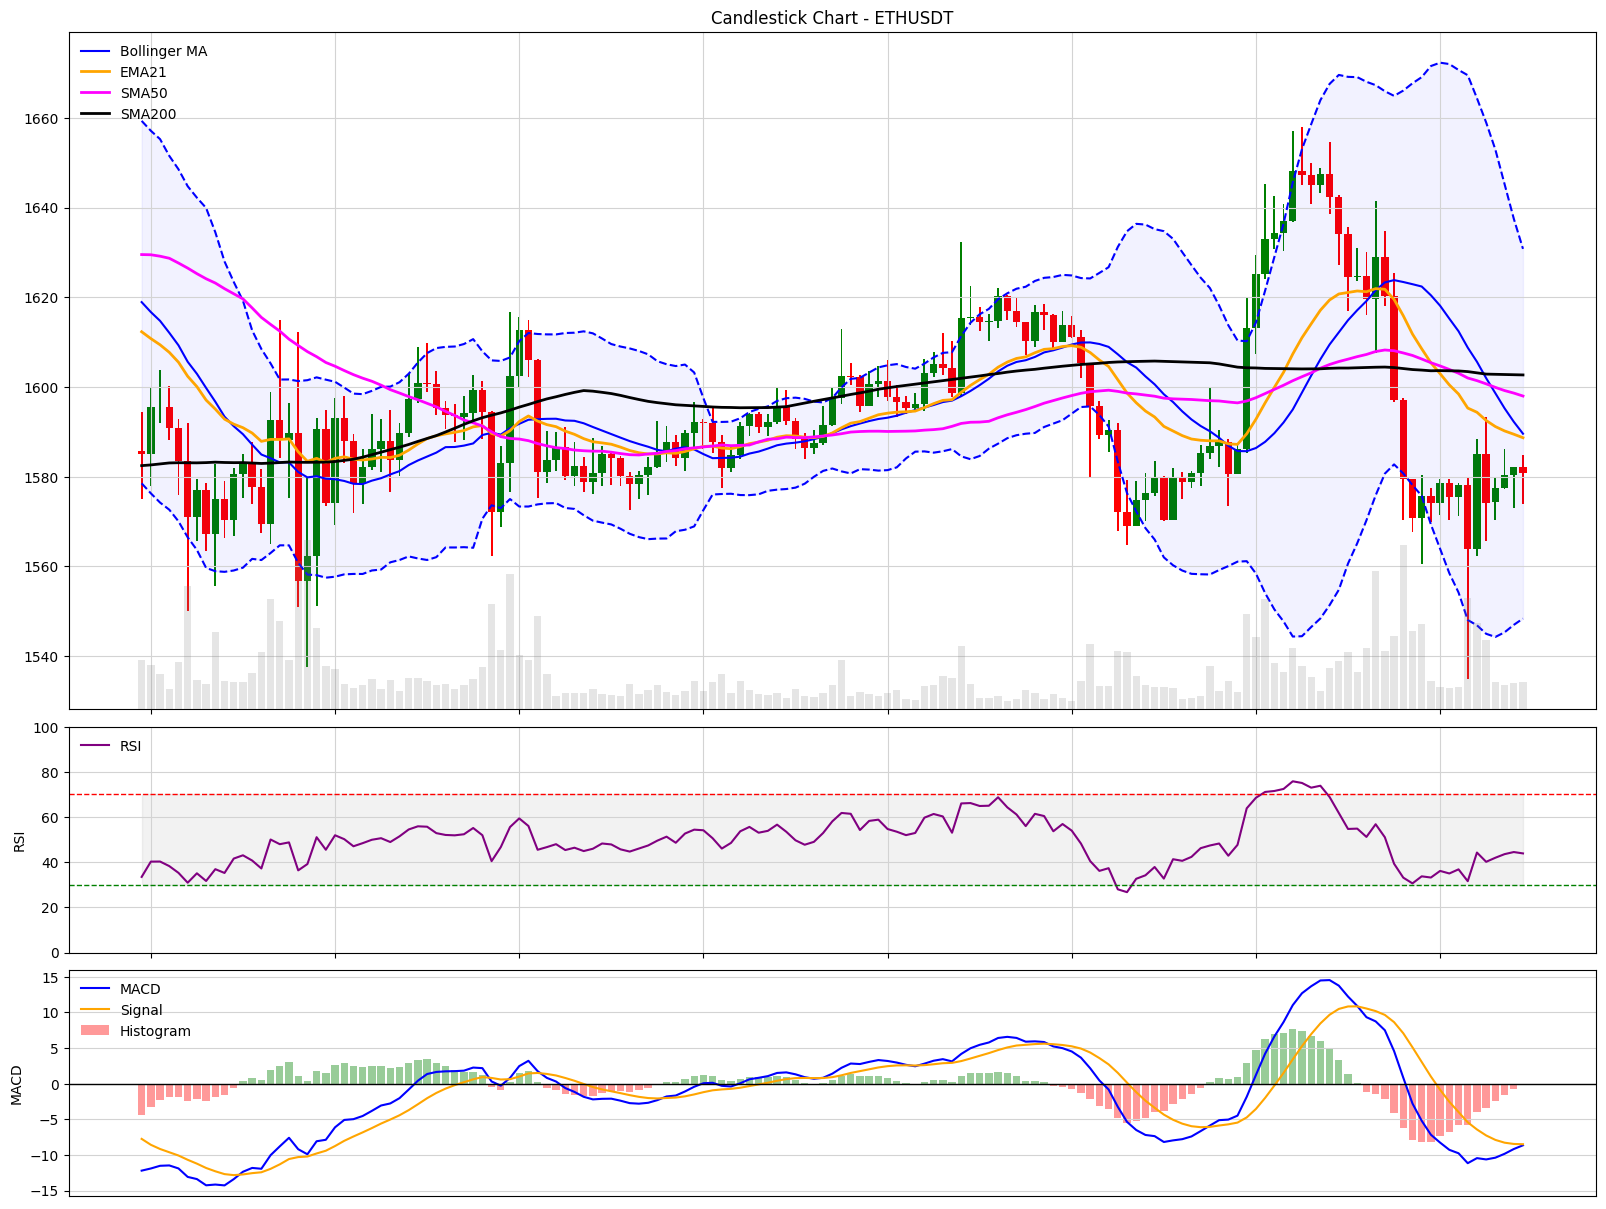 Candlestick Chart - ETHUSDT
Bollinger MA
EMA21
SMA50
SMA200
1660
1640
1620
1600
1580
1560
1540
RSI
100
80
60
40
20
0
RSI
MACD
Signal
Histogram
15
10
5
0
−5
−10
−15
MACD